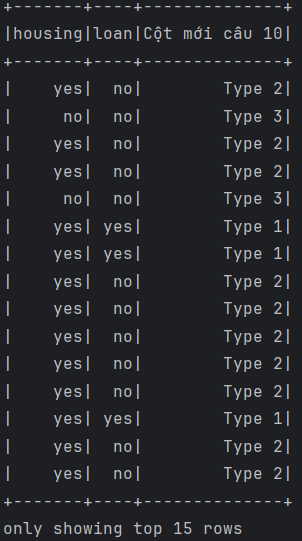 +-------+----+--------------+
|housing|loan|Cột mới câu 10|
+-------+----+--------------+
|    yes|  no|        Type 2|
|     no|  no|        Type 3|
|    yes|  no|        Type 2|
|    yes|  no|        Type 2|
|     no|  no|        Type 3|
|    yes| yes|        Type 1|
|    yes| yes|        Type 1|
|    yes|  no|        Type 2|
|    yes|  no|        Type 2|
|    yes|  no|        Type 2|
|    yes|  no|        Type 2|
|    yes|  no|        Type 2|
|    yes| yes|        Type 1|
|    yes|  no|        Type 2|
|    yes|  no|        Type 2|
+-------+----+--------------+
only showing top 15 rows